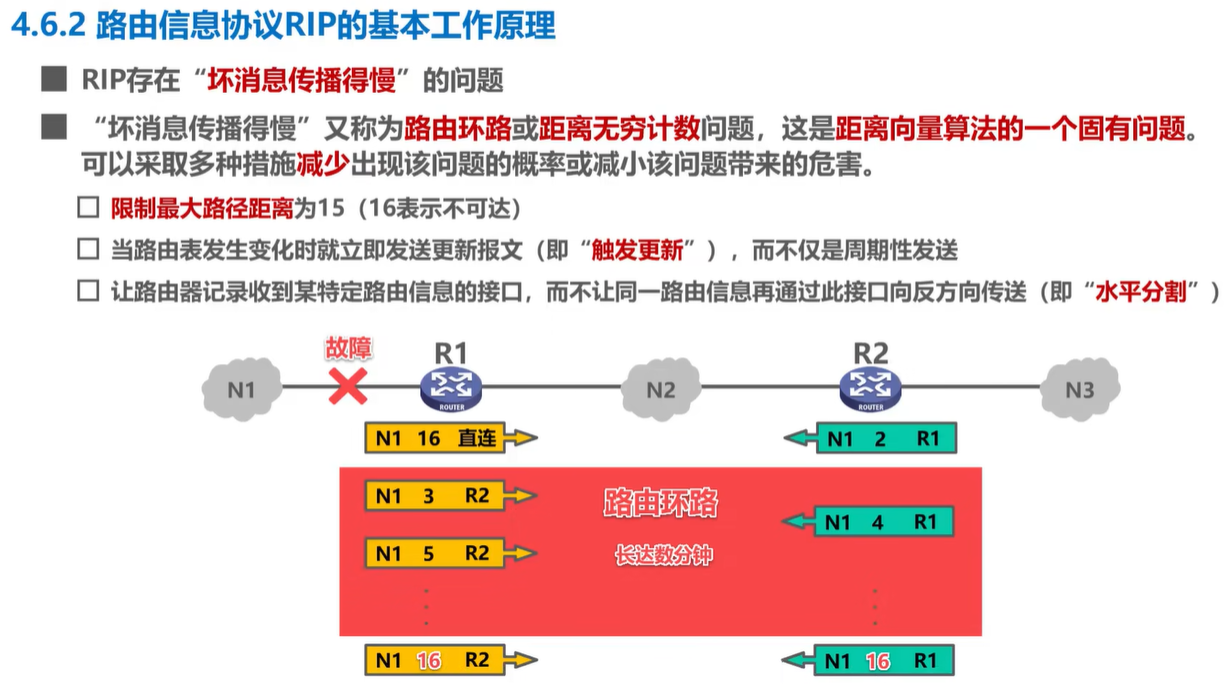 4.6.2 路由信息协议RIP的基本工作原理
RIP存在“坏消息传播得慢”的问题
“坏消息传播得慢”又称为路由环路或距离无穷计数问题，这是距离向量算法的一个固有问题。
可以采取多种措施减少出现该问题的概率或减小该问题带来的危害。
限制最大路径距离为15（16表示不可达）
当路由表发生变化时就立即发送更新报文（即“触发更新”），而不仅是周期性发送
让路由器记录收到某特定路由信息的接口，而不让同一路由信息再通过此接口向反方向传送（即“水平分割”）
故障 R1 R2
N1 N2 N3
ROUTER ROUTER
N1 16 直连 N1 2 R1
N1 3 R2 路由环路
N1 4 R1
N1 5 R2 长达数分钟
N1 16 R2 N1 16 R1